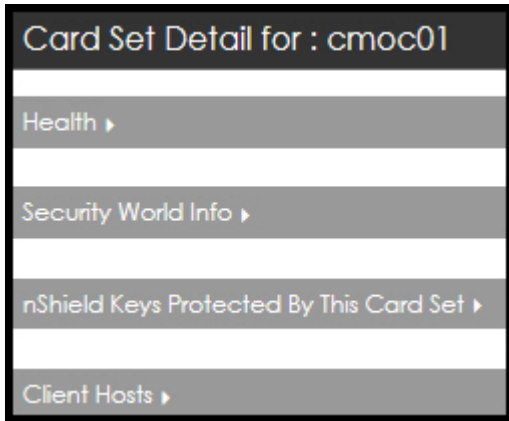 Card Set Detail for : cmoc01
Health
Security World Info
nShield Keys Protected By This Card Set
Client Hosts